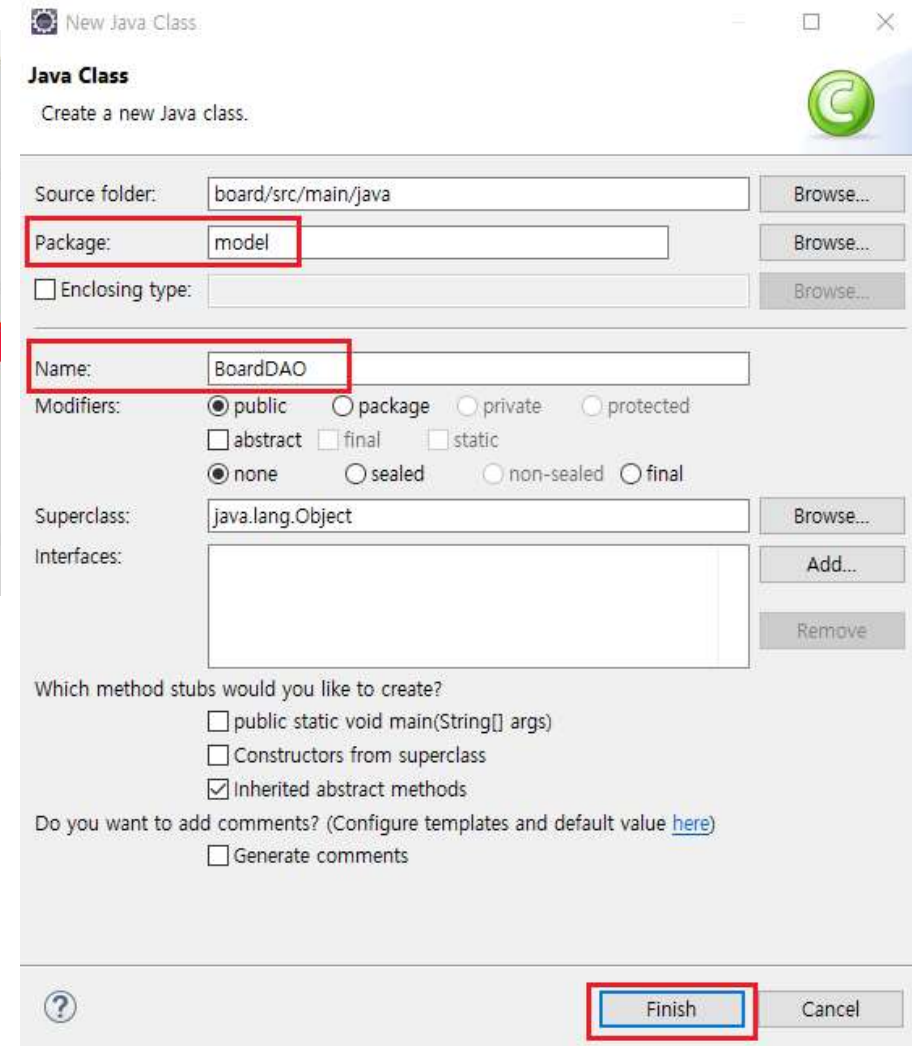 New Java Class
Java Class
Create a new Java class.
C
Source folder: board/src/main/java Browse...
Package: model Browse...
Enclosing type: Browse...
Name: BoardDAO
Modifiers: public package private protected
abstract final static
none sealed non-sealed final
Superclass: java.lang.Object Browse...
Interfaces: Add...
Remove
Which method stubs would you like to create?
public static void main(String[] args)
Constructors from superclass
Inherited abstract methods
Do you want to add comments? (Configure templates and default value here)
Generate comments
? Finish Cancel